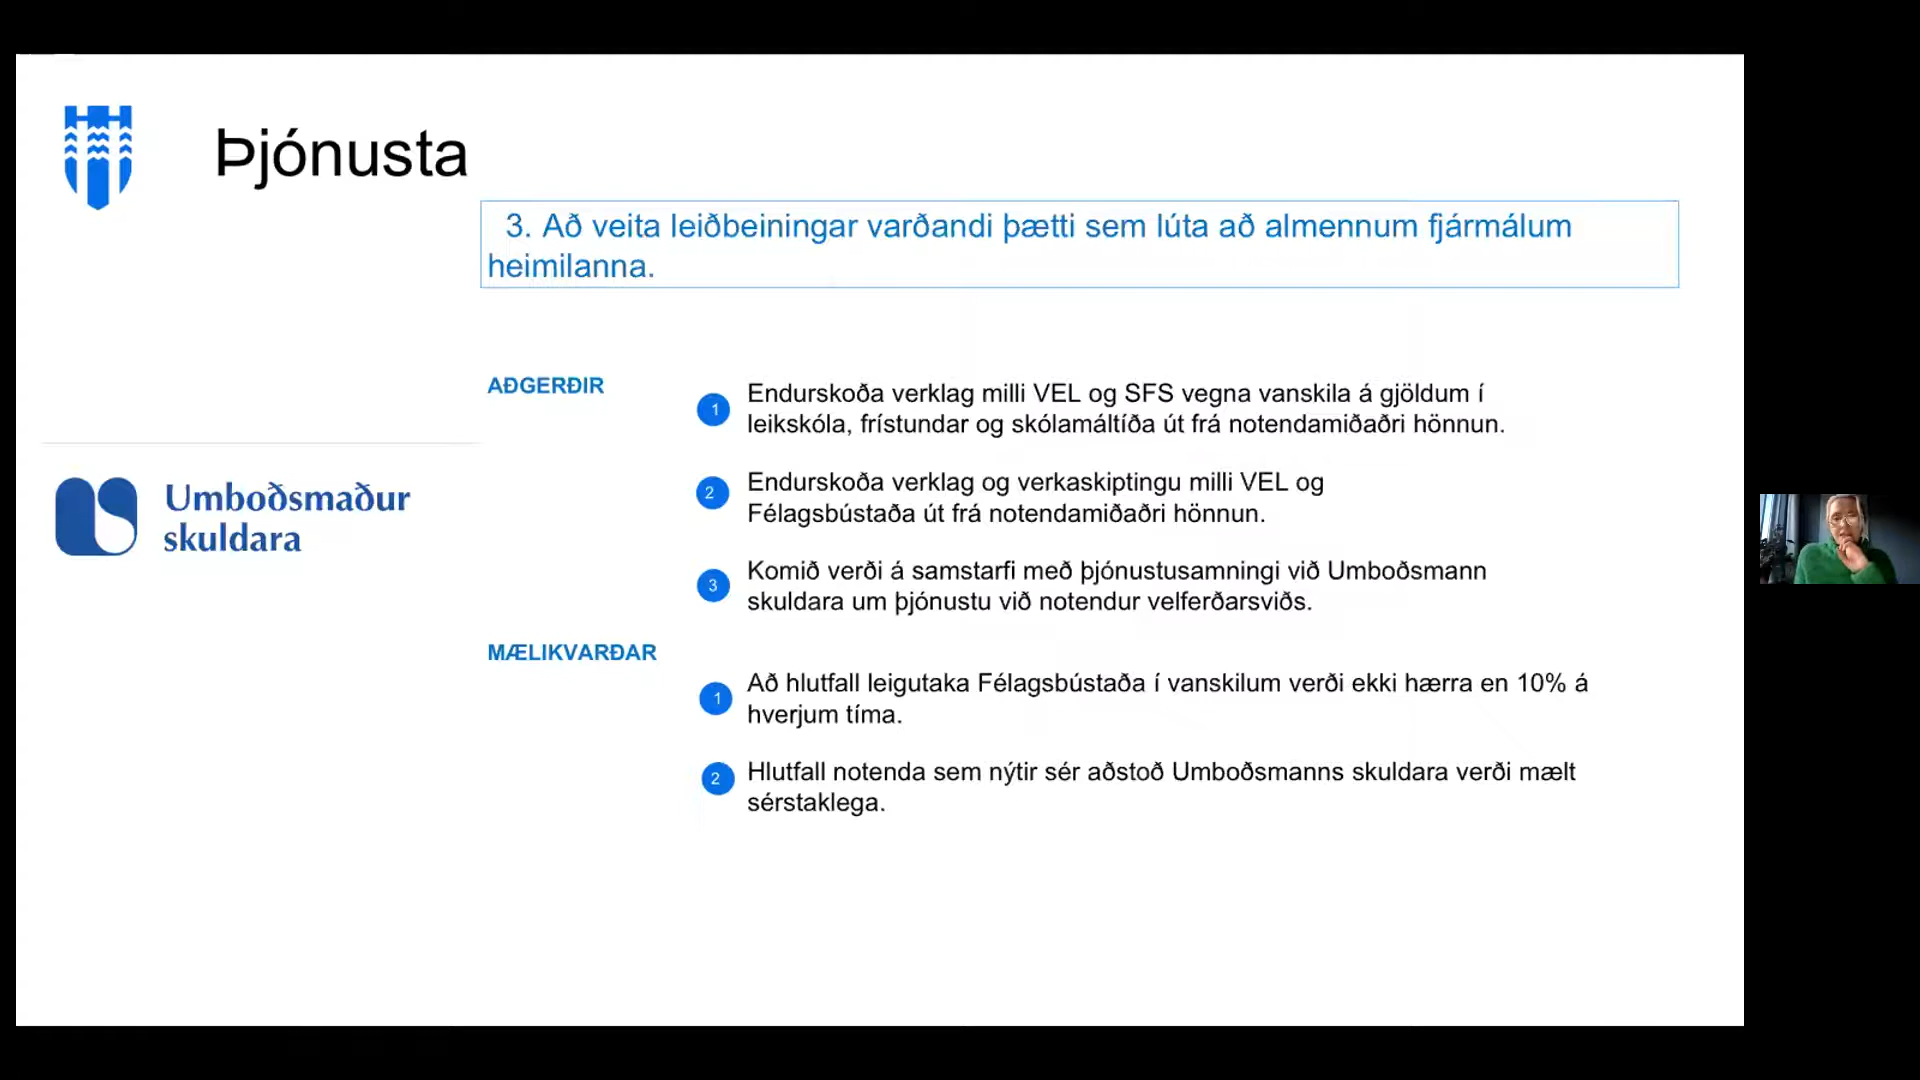 Þjónusta
3. Að veita leiðbeiningar varðandi þætti sem lúta að almennum fjármálum
heimilanna.
AÐGERÐIR
1 Endurskoða verklag milli VEL og SFS vegna vanskila á gjöldum í
leikskóla, frístundar og skólamáltíða út frá notendamiðaðri hönnun.
2 Endurskoða verklag og verkaskiptingu milli VEL og
Félagsbústaða út frá notendamiðaðri hönnun.
3 Komið verði á samstarfi með þjónustusamningi við Umboðsmann
skuldara um þjónustu við notendur velferðarsviðs.
Umboðsmaður
skuldara
MÆLIKVARÐAR
1 Að hlutfall leigutaka Félagsbústaða í vanskilum verði ekki hærra en 10% á
hverjum tíma.
2 Hlutfall notenda sem nýtir sér aðstoð Umboðsmanns skuldara verði mælt
sérstaklega.